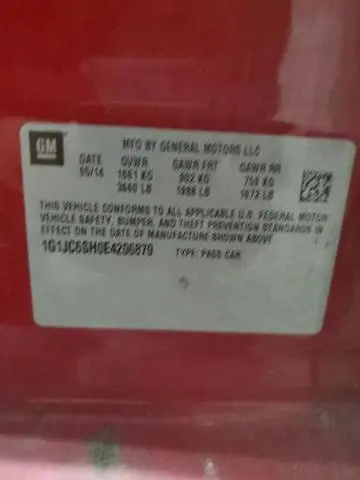 GM
MFD BY GENERAL MOTORS LLC
DATE GVWR GAWR FRT GAWR RR
05/14 1661 KG 902 KG 759 KG
3660 LB 1988 LB 1672 LB
THIS VEHICLE CONFORMS TO ALL APPLICABLE U.S. FEDERAL MOTOR
VEHICLE SAFETY, BUMPER, AND THEFT PREVENTION STANDARDS IN
EFFECT ON THE DATE OF MANUFACTURE SHOWN ABOVE.
TYPE: PASS CAR